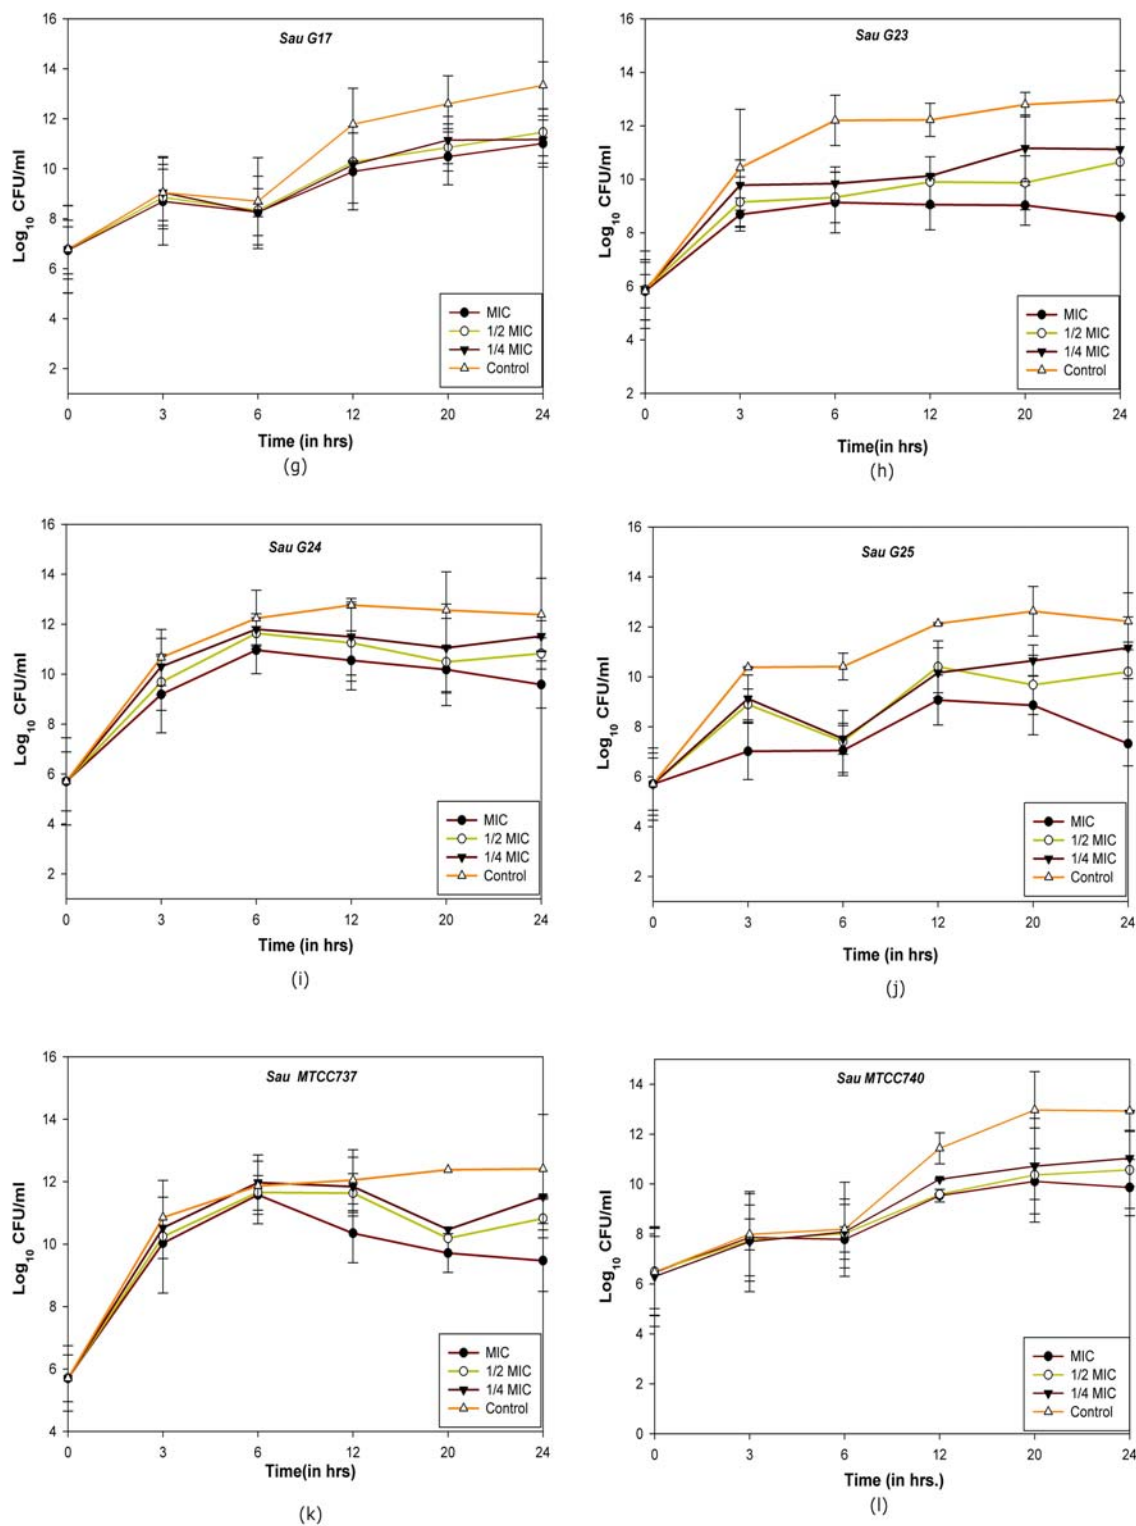 Sau G17
Log10 CFU/ml
16
14
12
10
8
6
4
2
MIC
1/2 MIC
1/4 MIC
Control
0 3 6 12 20 24
Time (in hrs)
(g)
Sau G23
Log10 CFU/ml
16
14
12
10
8
6
4
2
MIC
1/2 MIC
1/4 MIC
Control
0 3 6 12 20 24
Time(in hrs)
(h)
Sau G24
Log10 CFU/ml
16
14
12
10
8
6
4
2
MIC
1/2 MIC
1/4 MIC
Control
0 3 6 12 20 24
Time (in hrs)
(i)
Sau G25
Log10 CFU/ml
16
14
12
10
8
6
4
2
MIC
1/2 MIC
1/4 MIC
Control
0 3 6 12 20 24
Time (in hrs)
(j)
Sau MTCC737
Log10 CFU/ml
16
14
12
10
8
6
4
MIC
1/2 MIC
1/4 MIC
Control
0 3 6 12 20 24
Time(in hrs)
(k)
Sau MTCC740
Log10 CFU/ml
14
12
10
8
6
4
2
0
MIC
1/2 MIC
1/4 MIC
Control
0 3 6 12 20 24
Time (in hrs.)
(l)